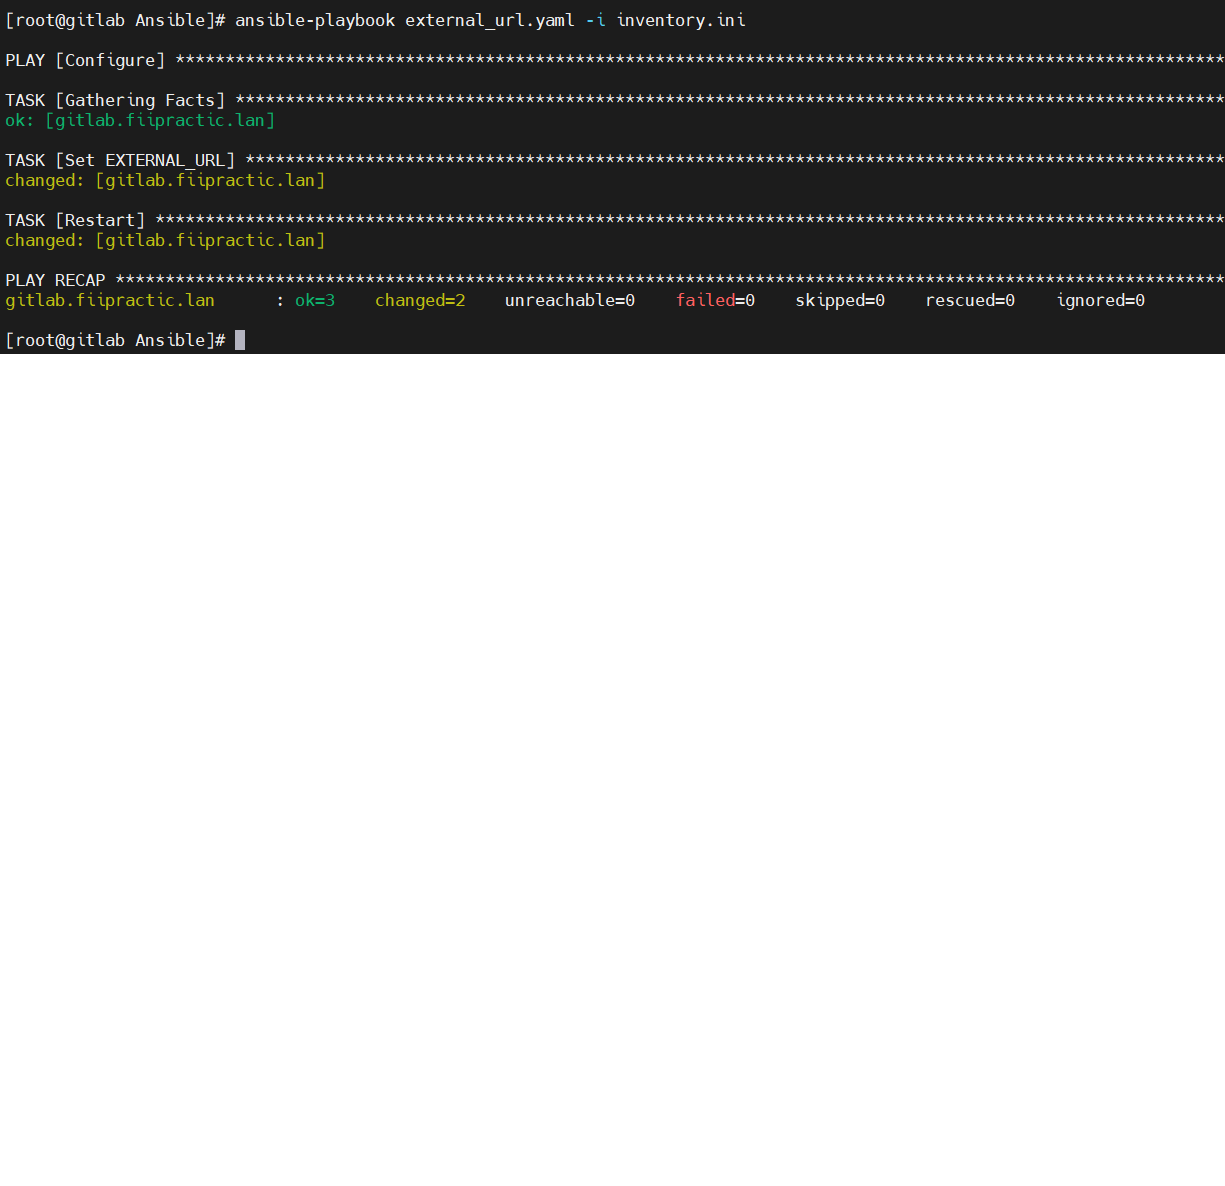 [root@gitlab Ansible]# ansible-playbook external_url.yaml -i inventory.ini
PLAY [Configure] *********************************************************************************************************
TASK [Gathering Facts] ***************************************************************************************************
ok: [gitlab.fiipractic.lan]
TASK [Set EXTERNAL_URL] **************************************************************************************************
changed: [gitlab.fiipractic.lan]
TASK [Restart] ***********************************************************************************************************
changed: [gitlab.fiipractic.lan]
PLAY RECAP ***************************************************************************************************************
gitlab.fiipractic.lan      : ok=3    changed=2    unreachable=0    failed=0    skipped=0    rescued=0    ignored=0
[root@gitlab Ansible]#